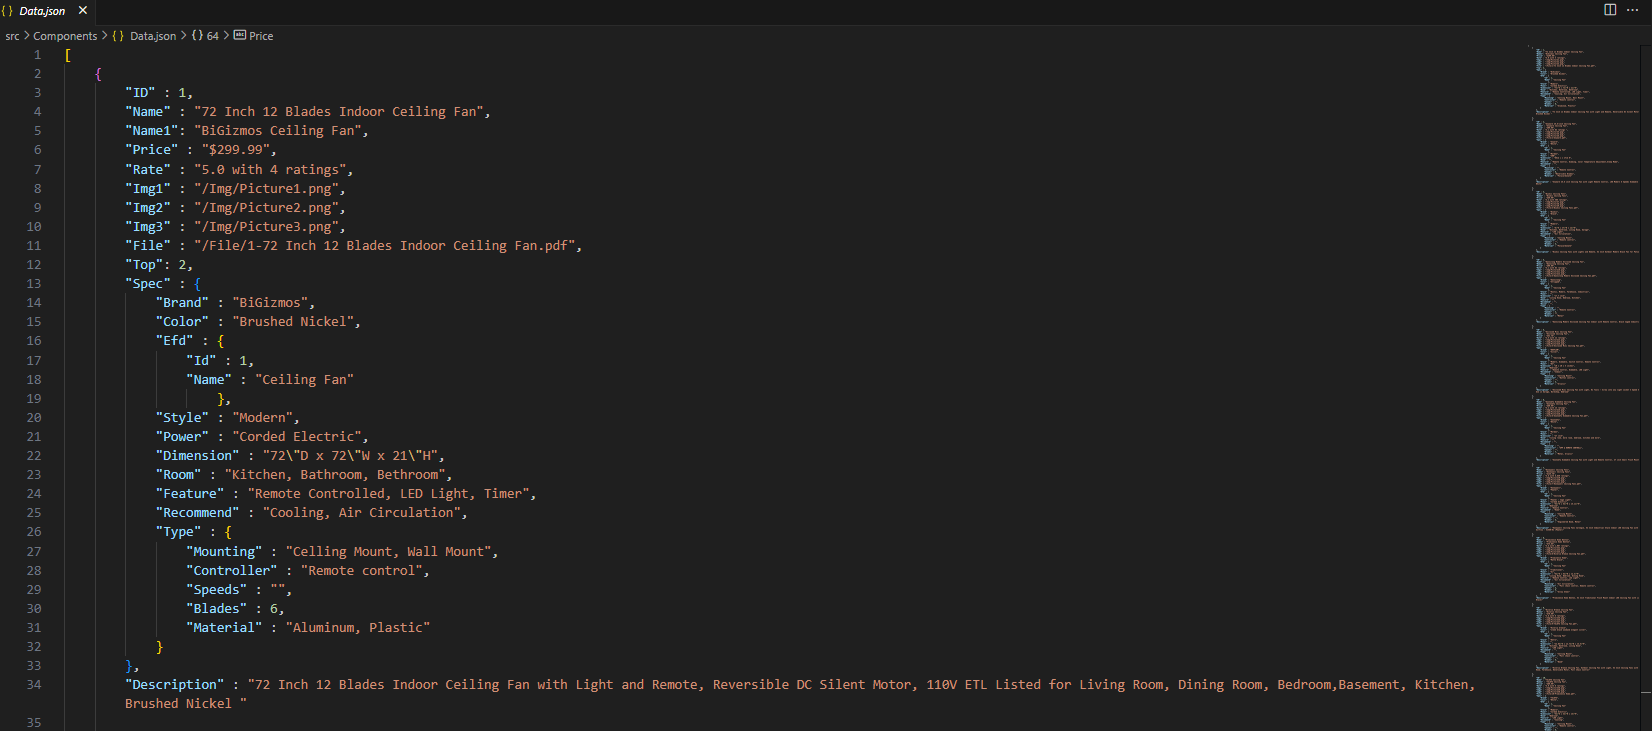 { } Data.json ×
src > Components > { } Data.json > { } 64 > abc Price
1 [
2 {
3 "ID" : 1,
4 "Name" : "72 Inch 12 Blades Indoor Ceiling Fan",
5 "Name1": "BiGizmos Ceiling Fan",
6 "Price" : "$299.99",
7 "Rate" : "5.0 with 4 ratings",
8 "Img1" : "/Img/Picture1.png",
9 "Img2" : "/Img/Picture2.png",
10 "Img3" : "/Img/Picture3.png",
11 "File" : "/File/1-72 Inch 12 Blades Indoor Ceiling Fan.pdf",
12 "Top": 2,
13 "Spec" : {
14 "Brand" : "BiGizmos",
15 "Color" : "Brushed Nickel",
16 "Efd" : {
17 "Id" : 1,
18 "Name" : "Ceiling Fan"
19 },
20 "Style" : "Modern",
21 "Power" : "Corded Electric",
22 "Dimension" : "72\"D x 72\"W x 21\"H",
23 "Room" : "Kitchen, Bathroom, Bethroom",
24 "Feature" : "Remote Controlled, LED Light, Timer",
25 "Recommend" : "Cooling, Air Circulation",
26 "Type" : {
27 "Mounting" : "Celling Mount, Wall Mount",
28 "Controller" : "Remote control",
29 "Speeds" : "",
30 "Blades" : 6,
31 "Material" : "Aluminum, Plastic"
32 }
33 },
34 "Description" : "72 Inch 12 Blades Indoor Ceiling Fan with Light and Remote, Reversible DC Silent Motor, 110V ETL Listed for Living Room, Dining Room, Bedroom,Basement, Kitchen,
Brushed Nickel "
35